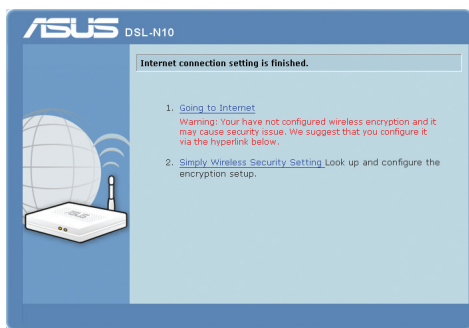 ASUS DSL-N10
Internet connection setting is finished.
1. Going to Internet
Warning: Your have not configured wireless encryption and it
may cause security issue. We suggest that you configure it
via the hyperlink below.
2. Simply Wireless Security Setting Look up and configure the
encryption setup.
ASUS